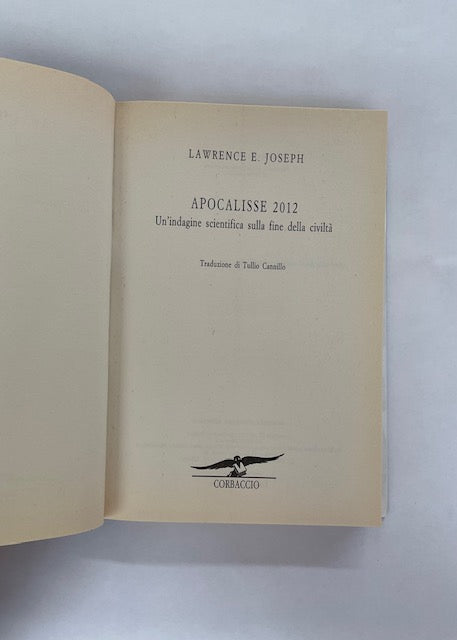 LAWRENCE E. JOSEPH
APOCALISSE 2012
Un'indagine scientifica sulla fine della civiltà
Traduzione di Tullio Cannillo
CORBACCIO